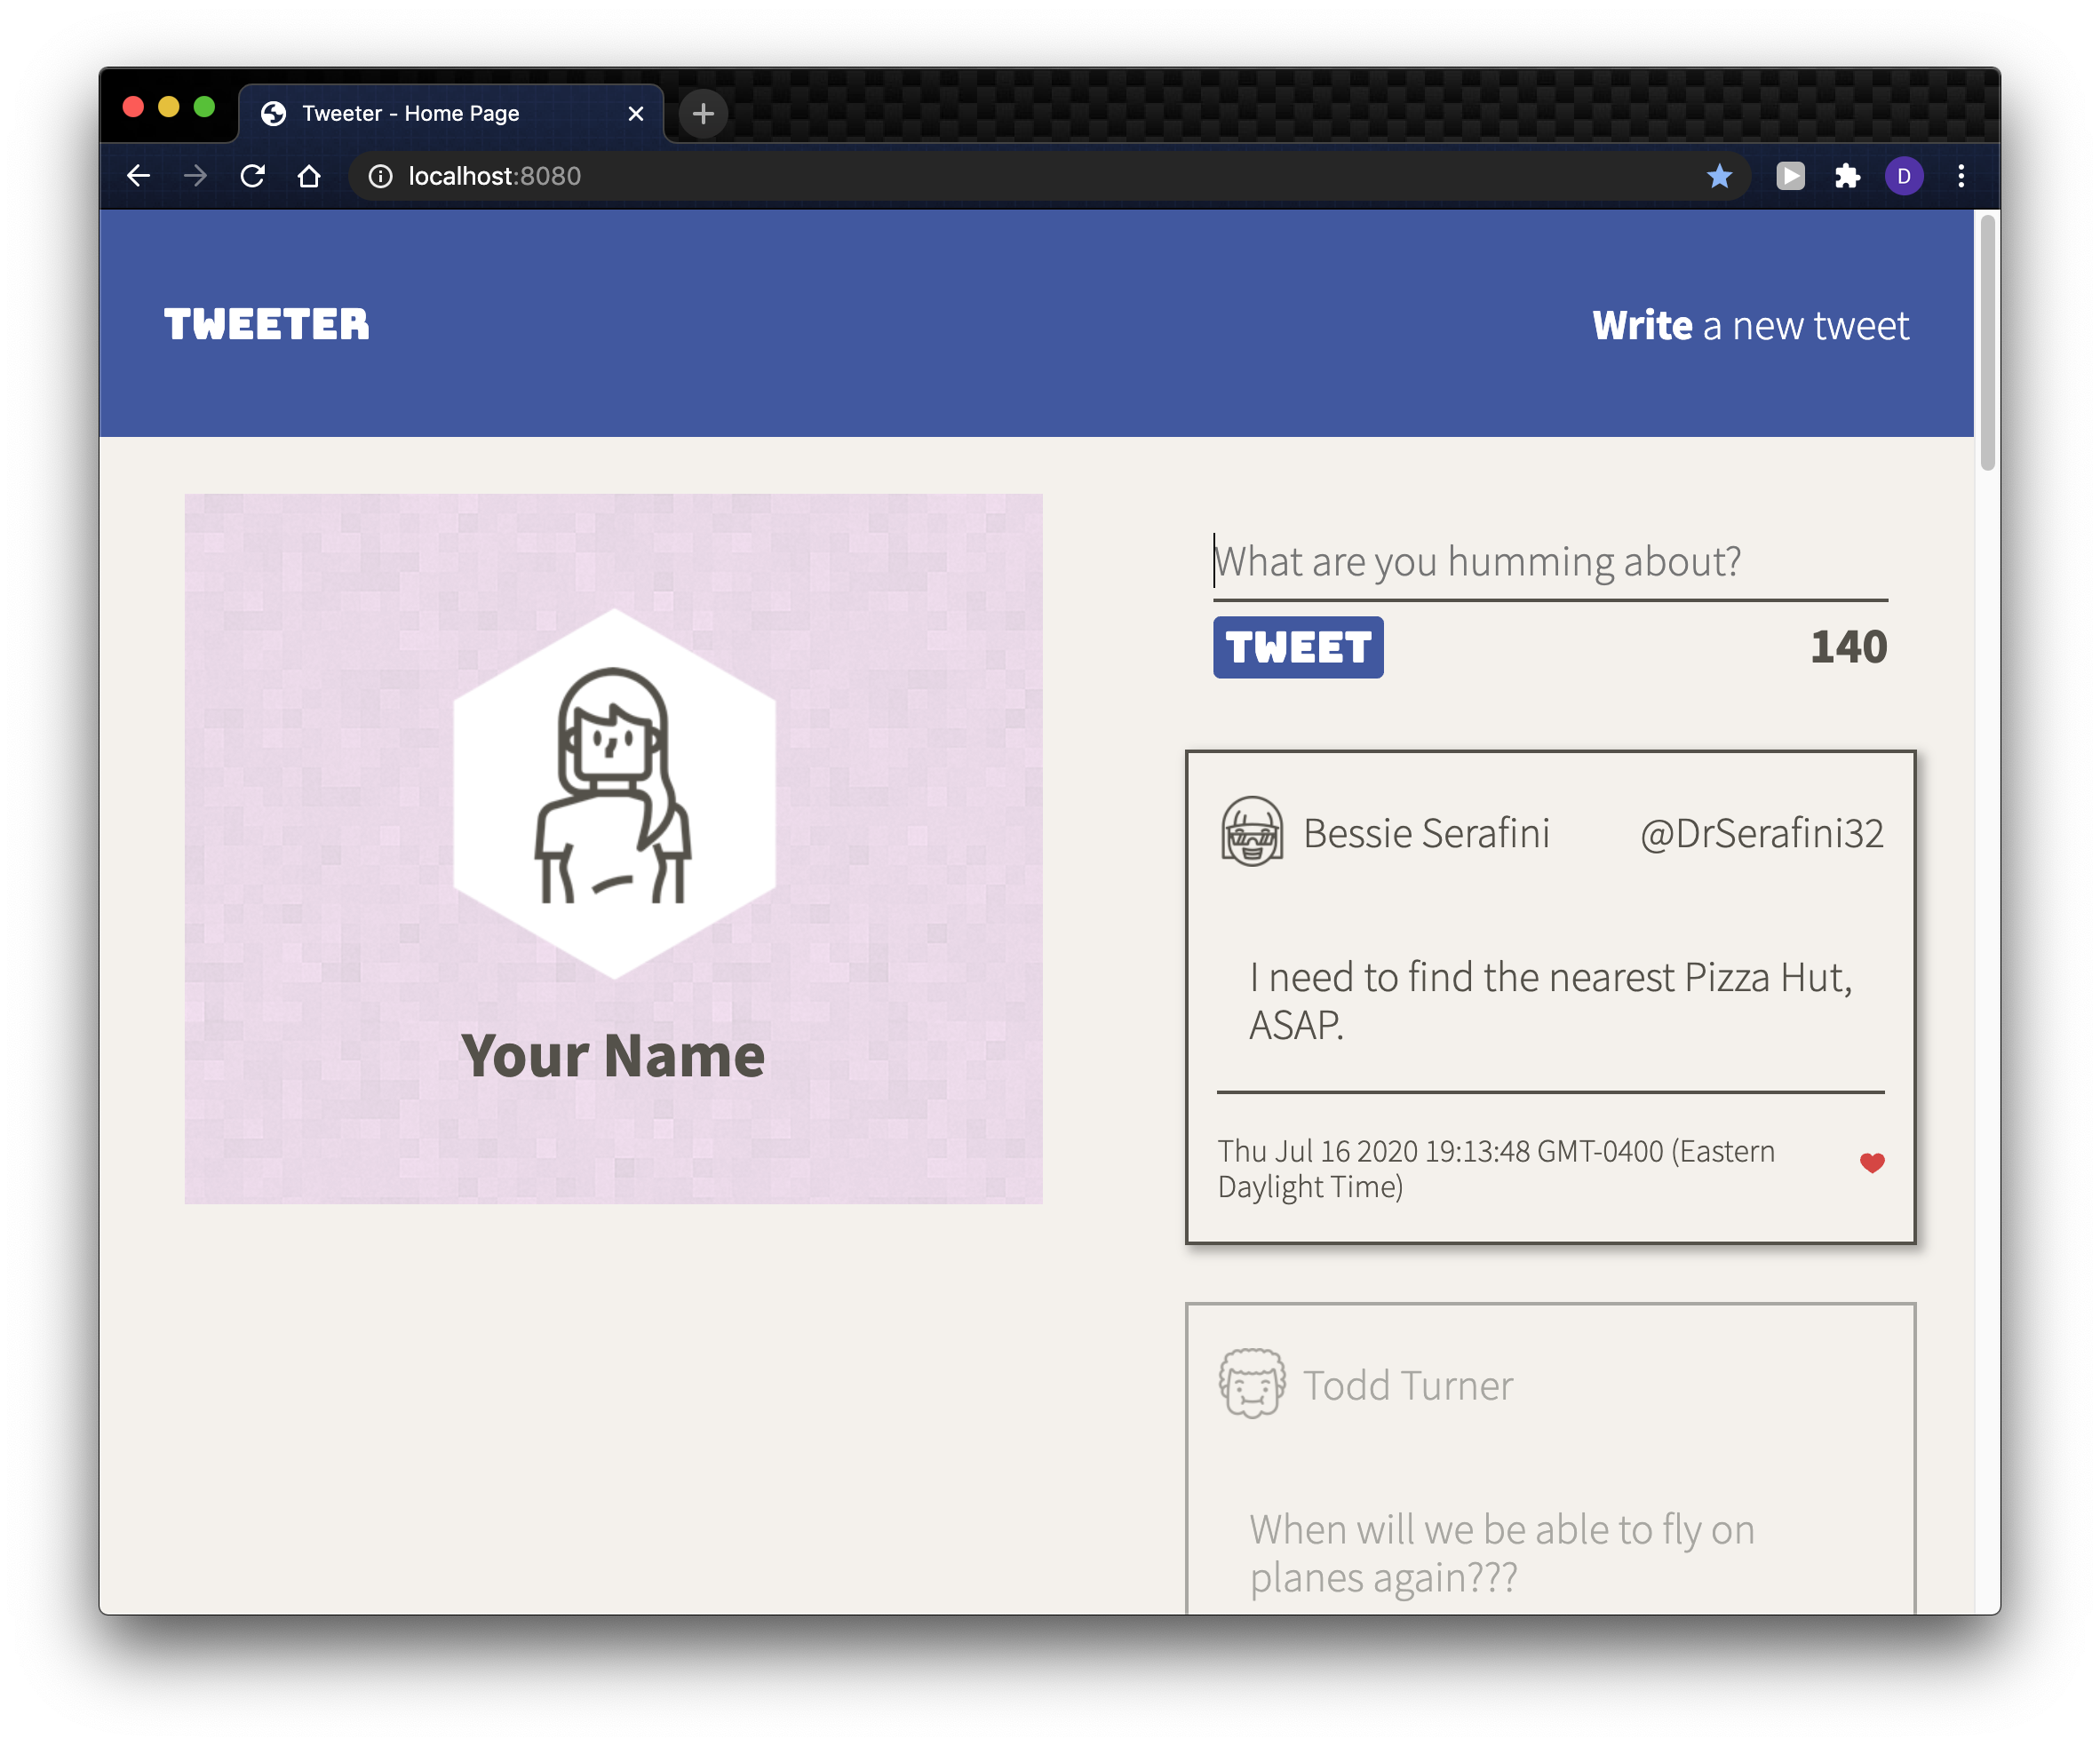 Tweeter - Home Page
localhost:8080
D
TWEETER
Write a new tweet
What are you humming about?
TWEET
140
Your Name
Bessie Serafini
@DrSerafini32
I need to find the nearest Pizza Hut,
ASAP.
Thu Jul 16 2020 19:13:48 GMT-0400 (Eastern
Daylight Time)
Todd Turner
When will we be able to fly on
planes again???